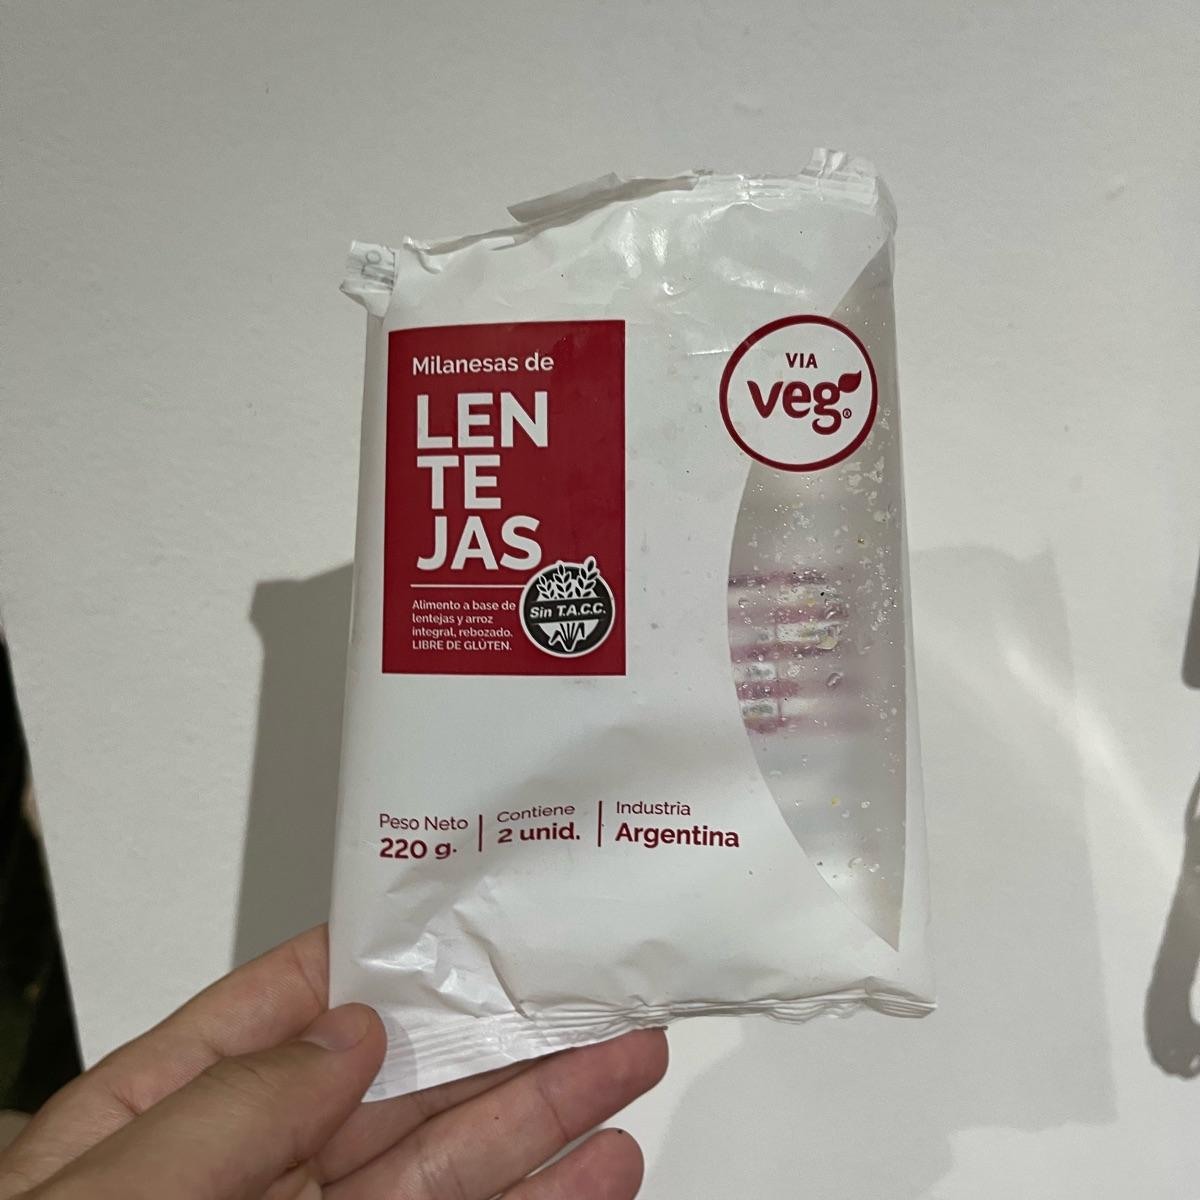 Milanesas de
LEN
TE
JAS
Alimento a base de
lentejas y arroz
integral, rebozado.
LIBRE DE GLUTEN.
Sin T.A.C.C.
VIA
veg®
Peso Neto
220 g.
Contiene
2 unid.
Industria
Argentina